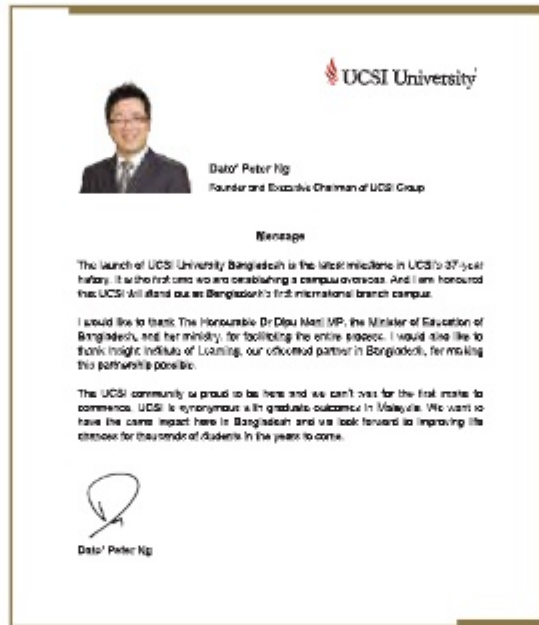 UCSI University
Dato' Peter Ng
Founder and Executive Chairman of UCSI Group
Message
The launch of UCSI University Bangladesh is the latest milestone in UCSI's 37-year
history. It is the first time we are establishing a campus overseas. And I am honoured
that UCSI will stand out as Bangladesh's first international branch campus.
I would like to thank The Honourable Dr Dipu Moni MP, the Minister of Education of
Bangladesh, and her ministry, for facilitating the entire process. I would also like to
thank Insight Institute of Learning, our esteemed partner in Bangladesh, for making
this partnership possible.
The UCSI community is proud to be here and we can't wait for the first intake to
commence. UCSI is synonymous with graduate outcomes in Malaysia. We want to
have the same impact here in Bangladesh and we look forward to improving life
chances for thousands of students in the years to come.
Dato' Peter Ng